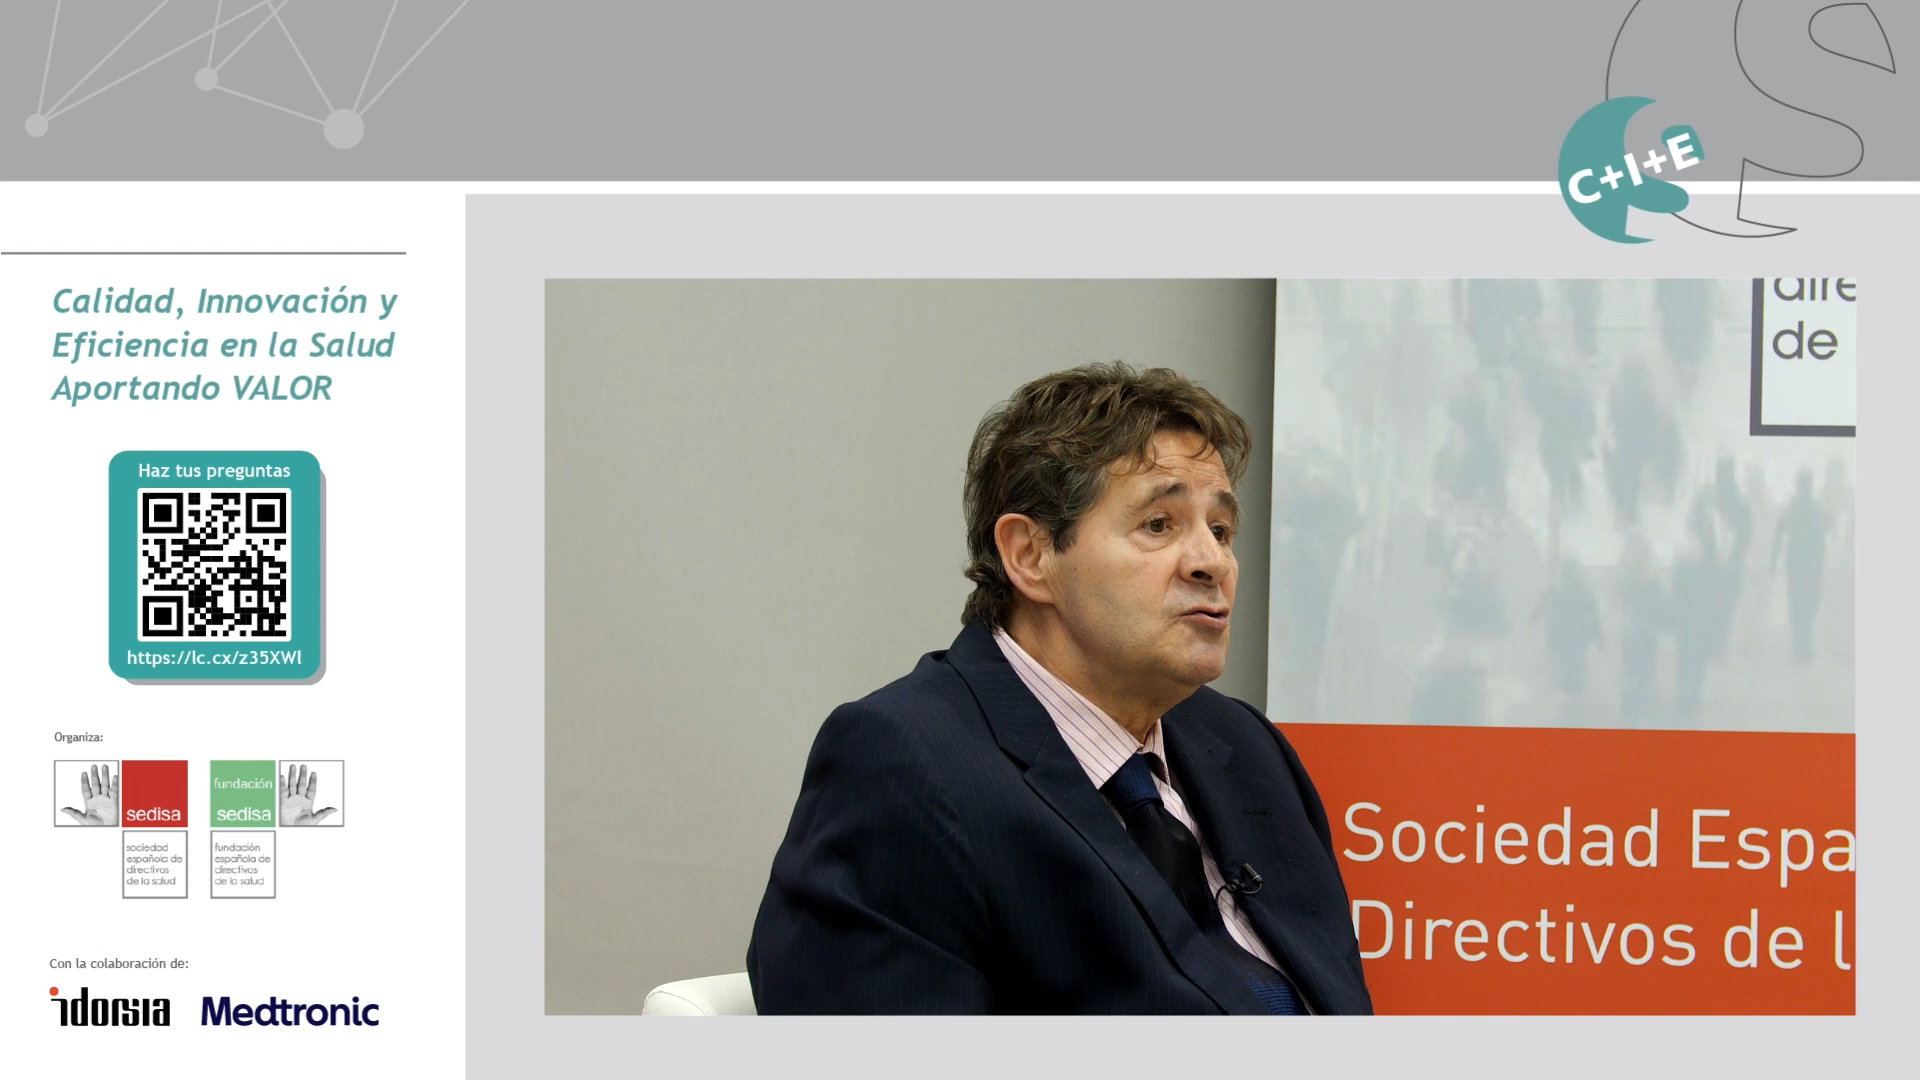 C+I+E
Calidad, Innovación y
Eficiencia en la Salud
Aportando VALOR
Haz tus preguntas
https://lc.cx/z35XWl
Organiza:
sedisa
sociedad
española de
directivos
de la salud
fundación
sedisa
fundación
española de
directivos
de la salud
Con la colaboración de:
idorsia
Medtronic
dire
de
Sociedad Espa
Directivos de l